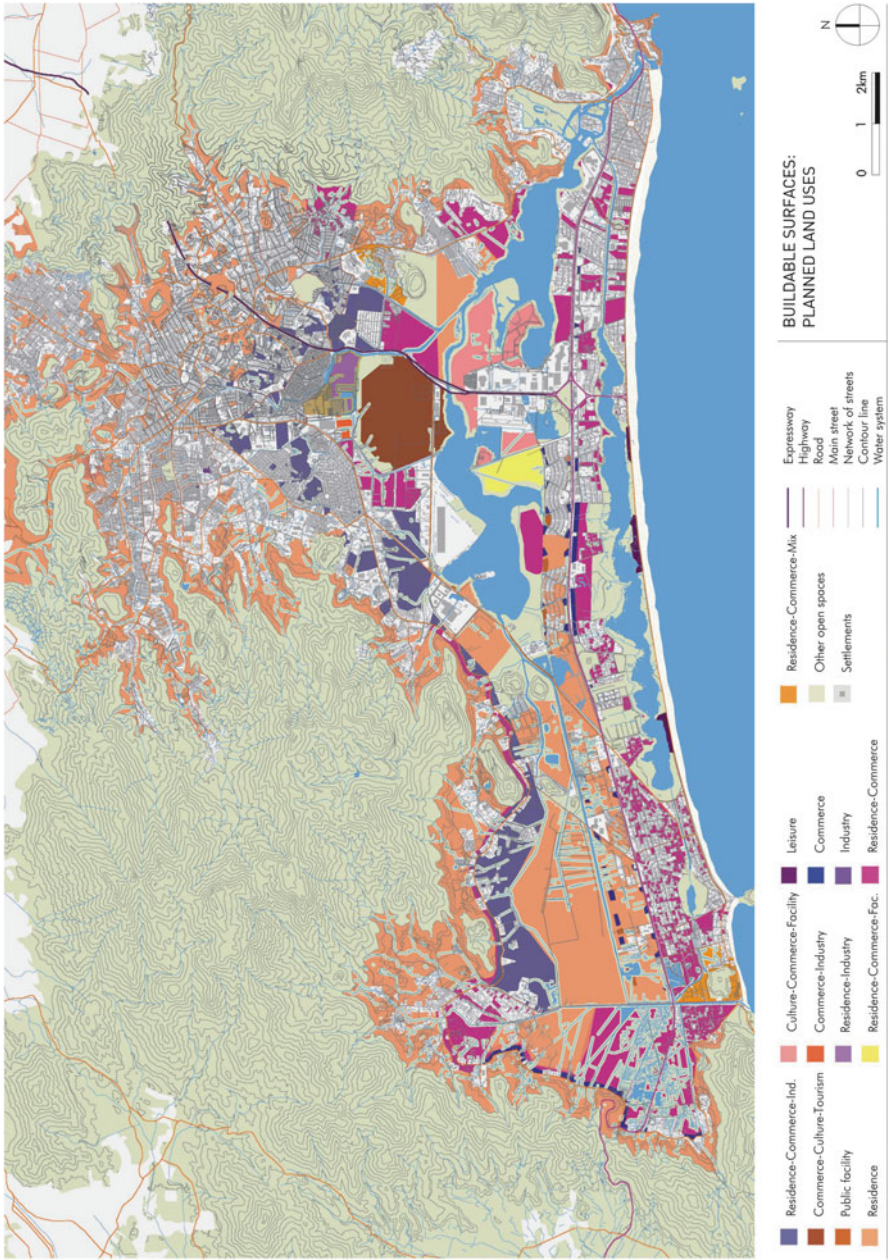 BUILDABLE SURFACES:
PLANNED LAND USES
N
0 1 2km
Residence-Commerce-Ind.
Commerce-Culture-Tourism
Public facility
Residence
Culture-Commerce-Facility
Commerce-Industry
Residence-Industry
Residence-Commerce-Fac.
Leisure
Commerce
Industry
Residence-Commerce
Residence-Commerce-Mix
Other open spaces
Settlements
Expressway
Highway
Road
Main street
Network of streets
Contour line
Water system